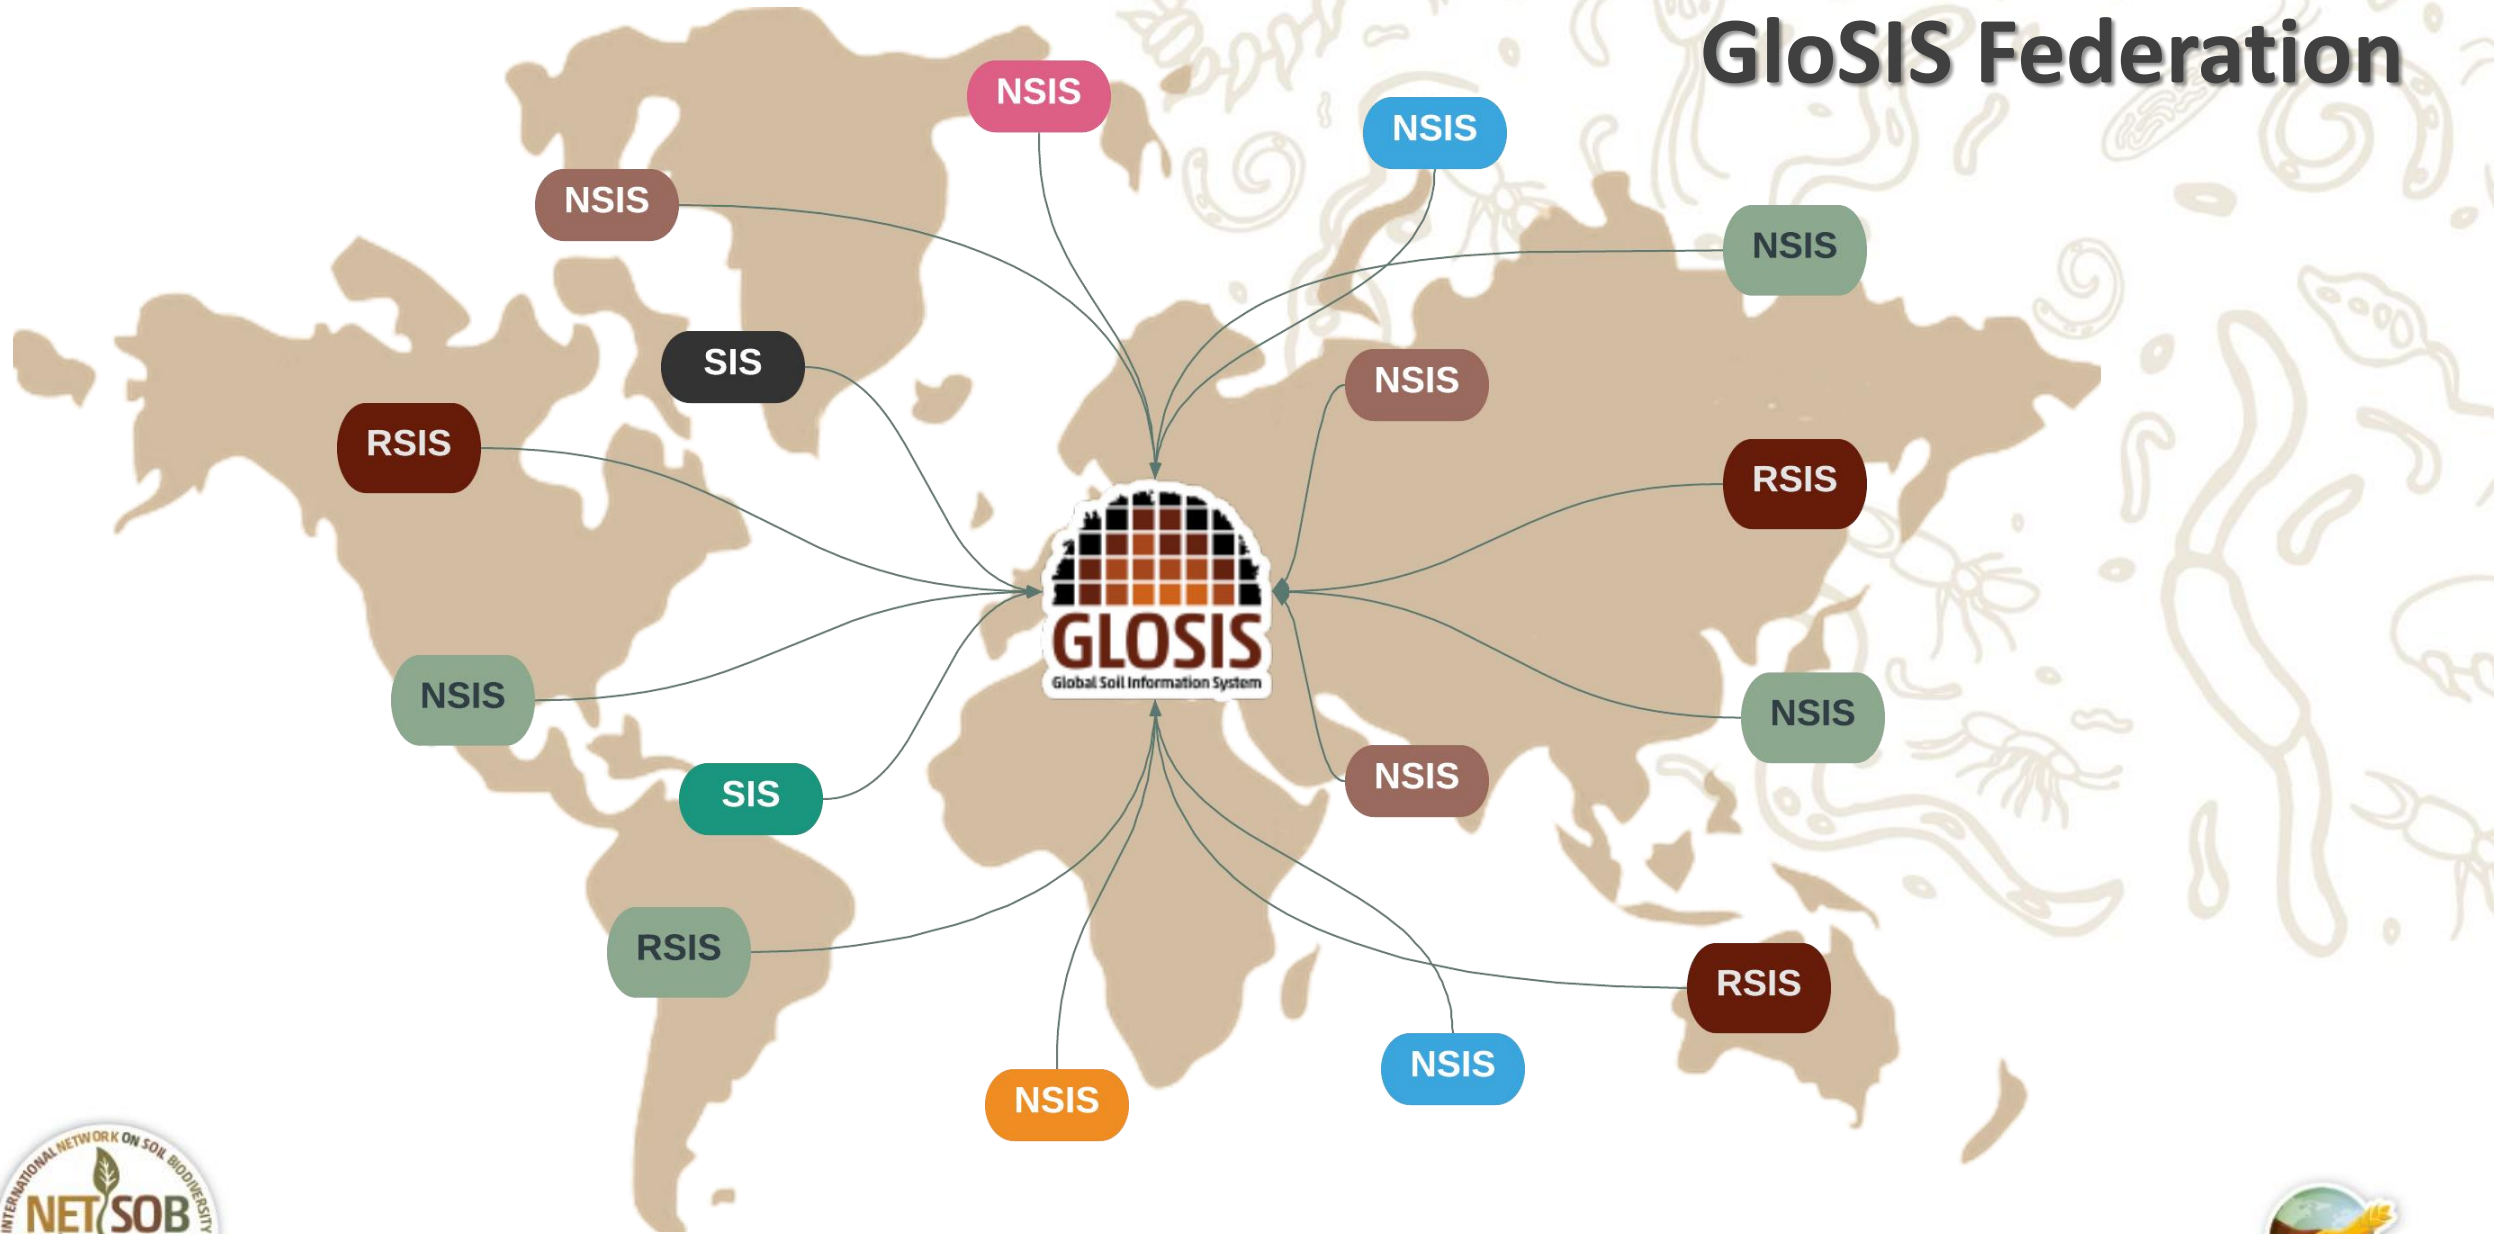 GloSIS Federation
NSIS
NSIS
NSIS
NSIS
SIS
NSIS
RSIS
RSIS
GLOSIS
Global Soil Information System
NSIS
NSIS
SIS
NSIS
RSIS
RSIS
NSIS
NSIS
INTERNATIONAL NETWORK ON SOIL BIODIVERSITY
NETSOB